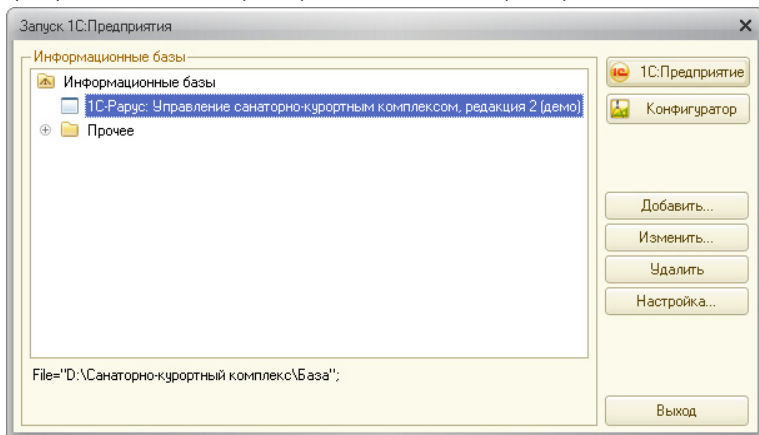 Запуск 1С:Предприятия
Информационные базы
Информационные базы
1С-Рарус: Управление санаторно-курортным комплексом, редакция 2 (демо)
Прочее
File="D:\Санаторно-курортный комплекс\База";
1С:Предприятие
Конфигуратор
Добавить...
Изменить...
Удалить
Настройка...
Выход